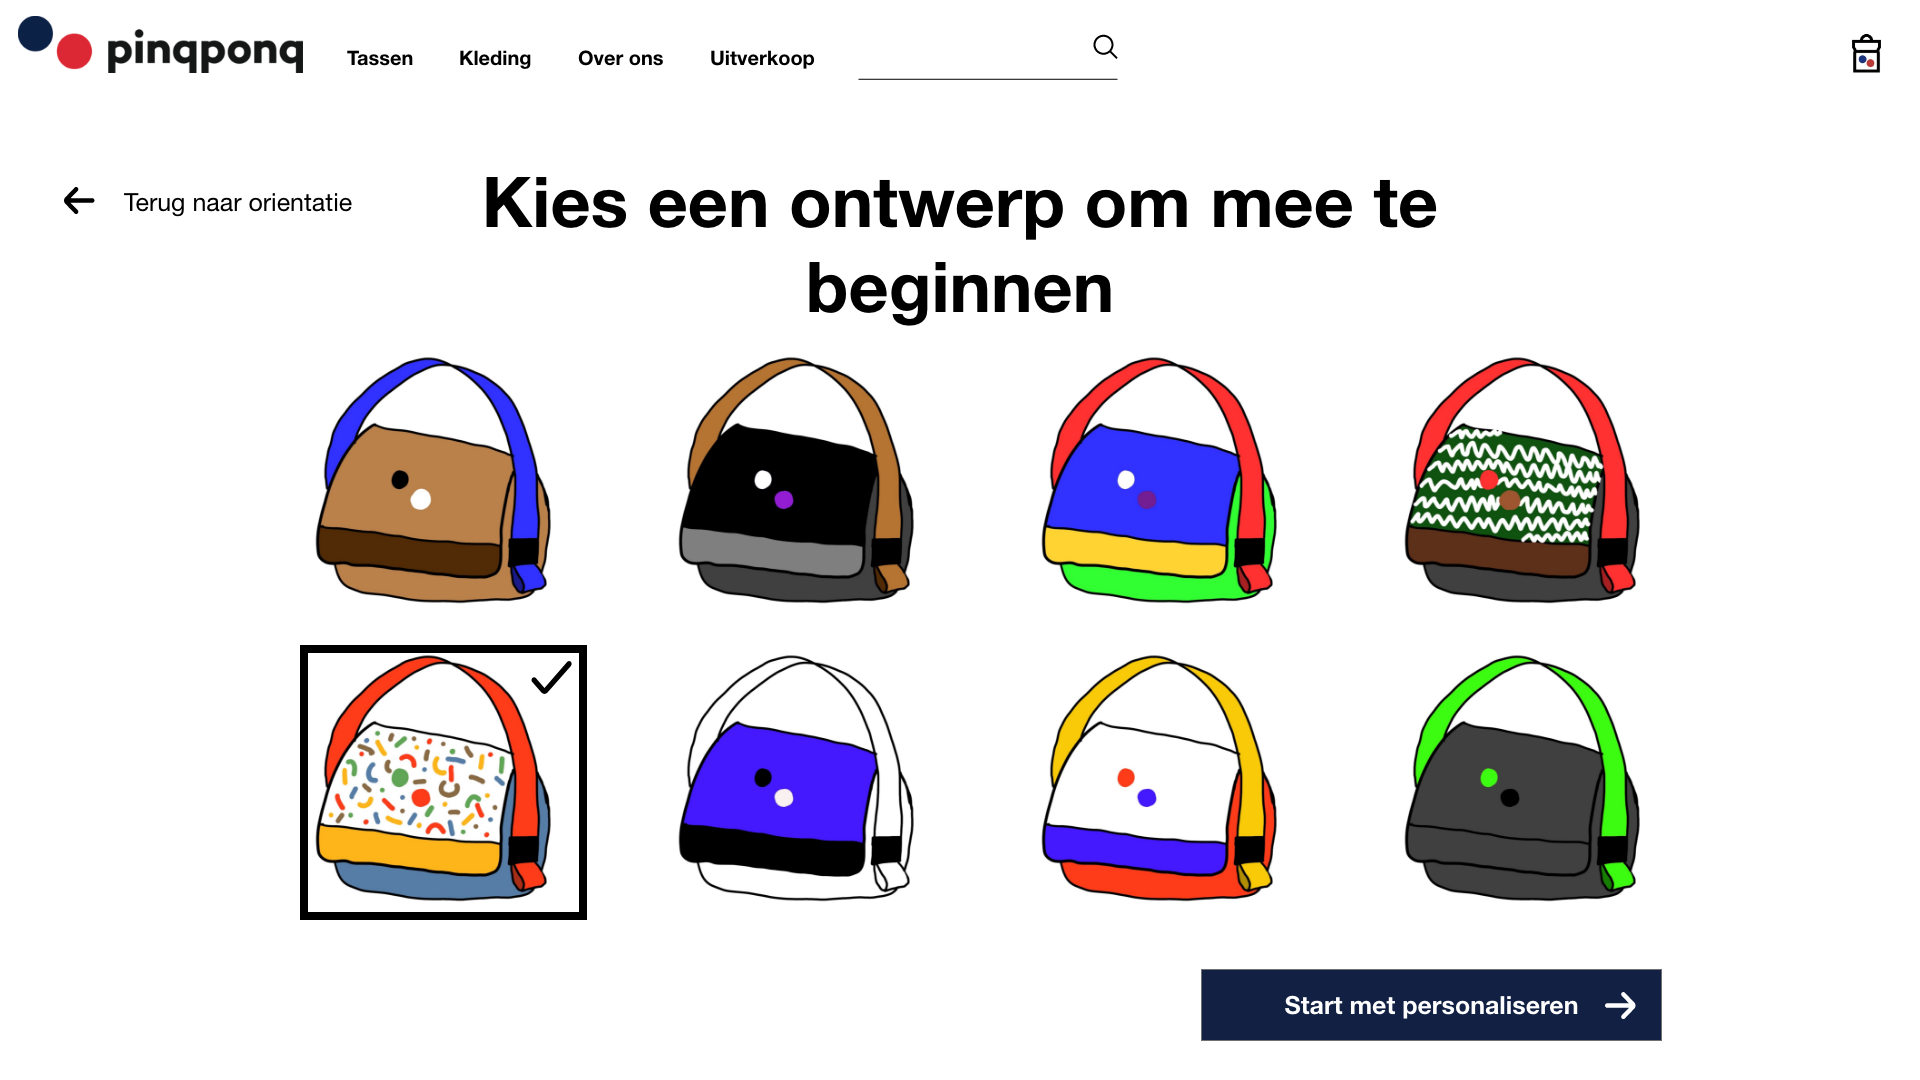 pinqponq
Tassen
Kleding
Over ons
Uitverkoop
Terug naar orientatie
Kies een ontwerp om mee te
beginnen
Start met personaliseren